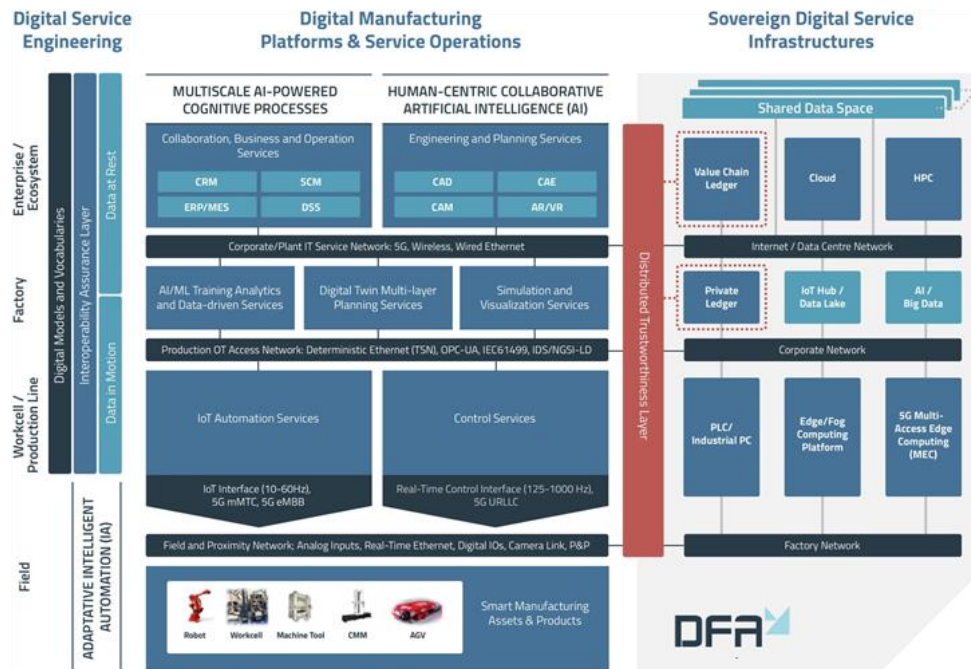 Digital Service
Engineering
Digital Manufacturing
Platforms & Service Operations
Sovereign Digital Service
Infrastructures
Enterprise /
Ecosystem
Factory
Workcell /
Production Line
Field
Digital Models and Vocabularies
Interoperability Assurance Layer
Data at Rest
Data in Motion
ADAPTATIVE INTELLIGENT
AUTOMATION (IA)
MULTISCALE AI-POWERED
COGNITIVE PROCESSES
HUMAN-CENTRIC COLLABORATIVE
ARTIFICIAL INTELLIGENCE (AI)
Collaboration, Business and Operation
Services
CRM
SCM
ERP/MES
DSS
Engineering and Planning Services
CAD
CAE
CAM
AR/VR
Corporate/Plant IT Service Network: 5G, Wireless, Wired Ethernet
AI/ML Training Analytics
and Data-driven Services
Digital Twin Multi-layer
Planning Services
Simulation and
Visualization Services
Production OT Access Network: Deterministic Ethernet (TSN), OPC-UA, IEC61499, IDS/NGSI-LD
IoT Automation Services
Control Services
IoT Interface (10-60Hz),
5G mMTC, 5G eMBB
Real-Time Control Interface (125-1000 Hz),
5G URLLC
Field and Proximity Network; Analog Inputs, Real-Time Ethernet, Digital IOs, Camera Link, P&P
Robot
Workcell
Machine Tool
CMM
AGV
Smart Manufacturing
Assets & Products
Distributed Trustworthiness Layer
Shared Data Space
Value Chain
Ledger
Cloud
HPC
Internet / Data Centre Network
Private
Ledger
IoT Hub /
Data Lake
AI /
Big Data
Corporate Network
PLC/
Industrial PC
Edge/Fog
Computing
Platform
5G Multi-
Access Edge
Computing
(MEC)
Factory Network
DFA